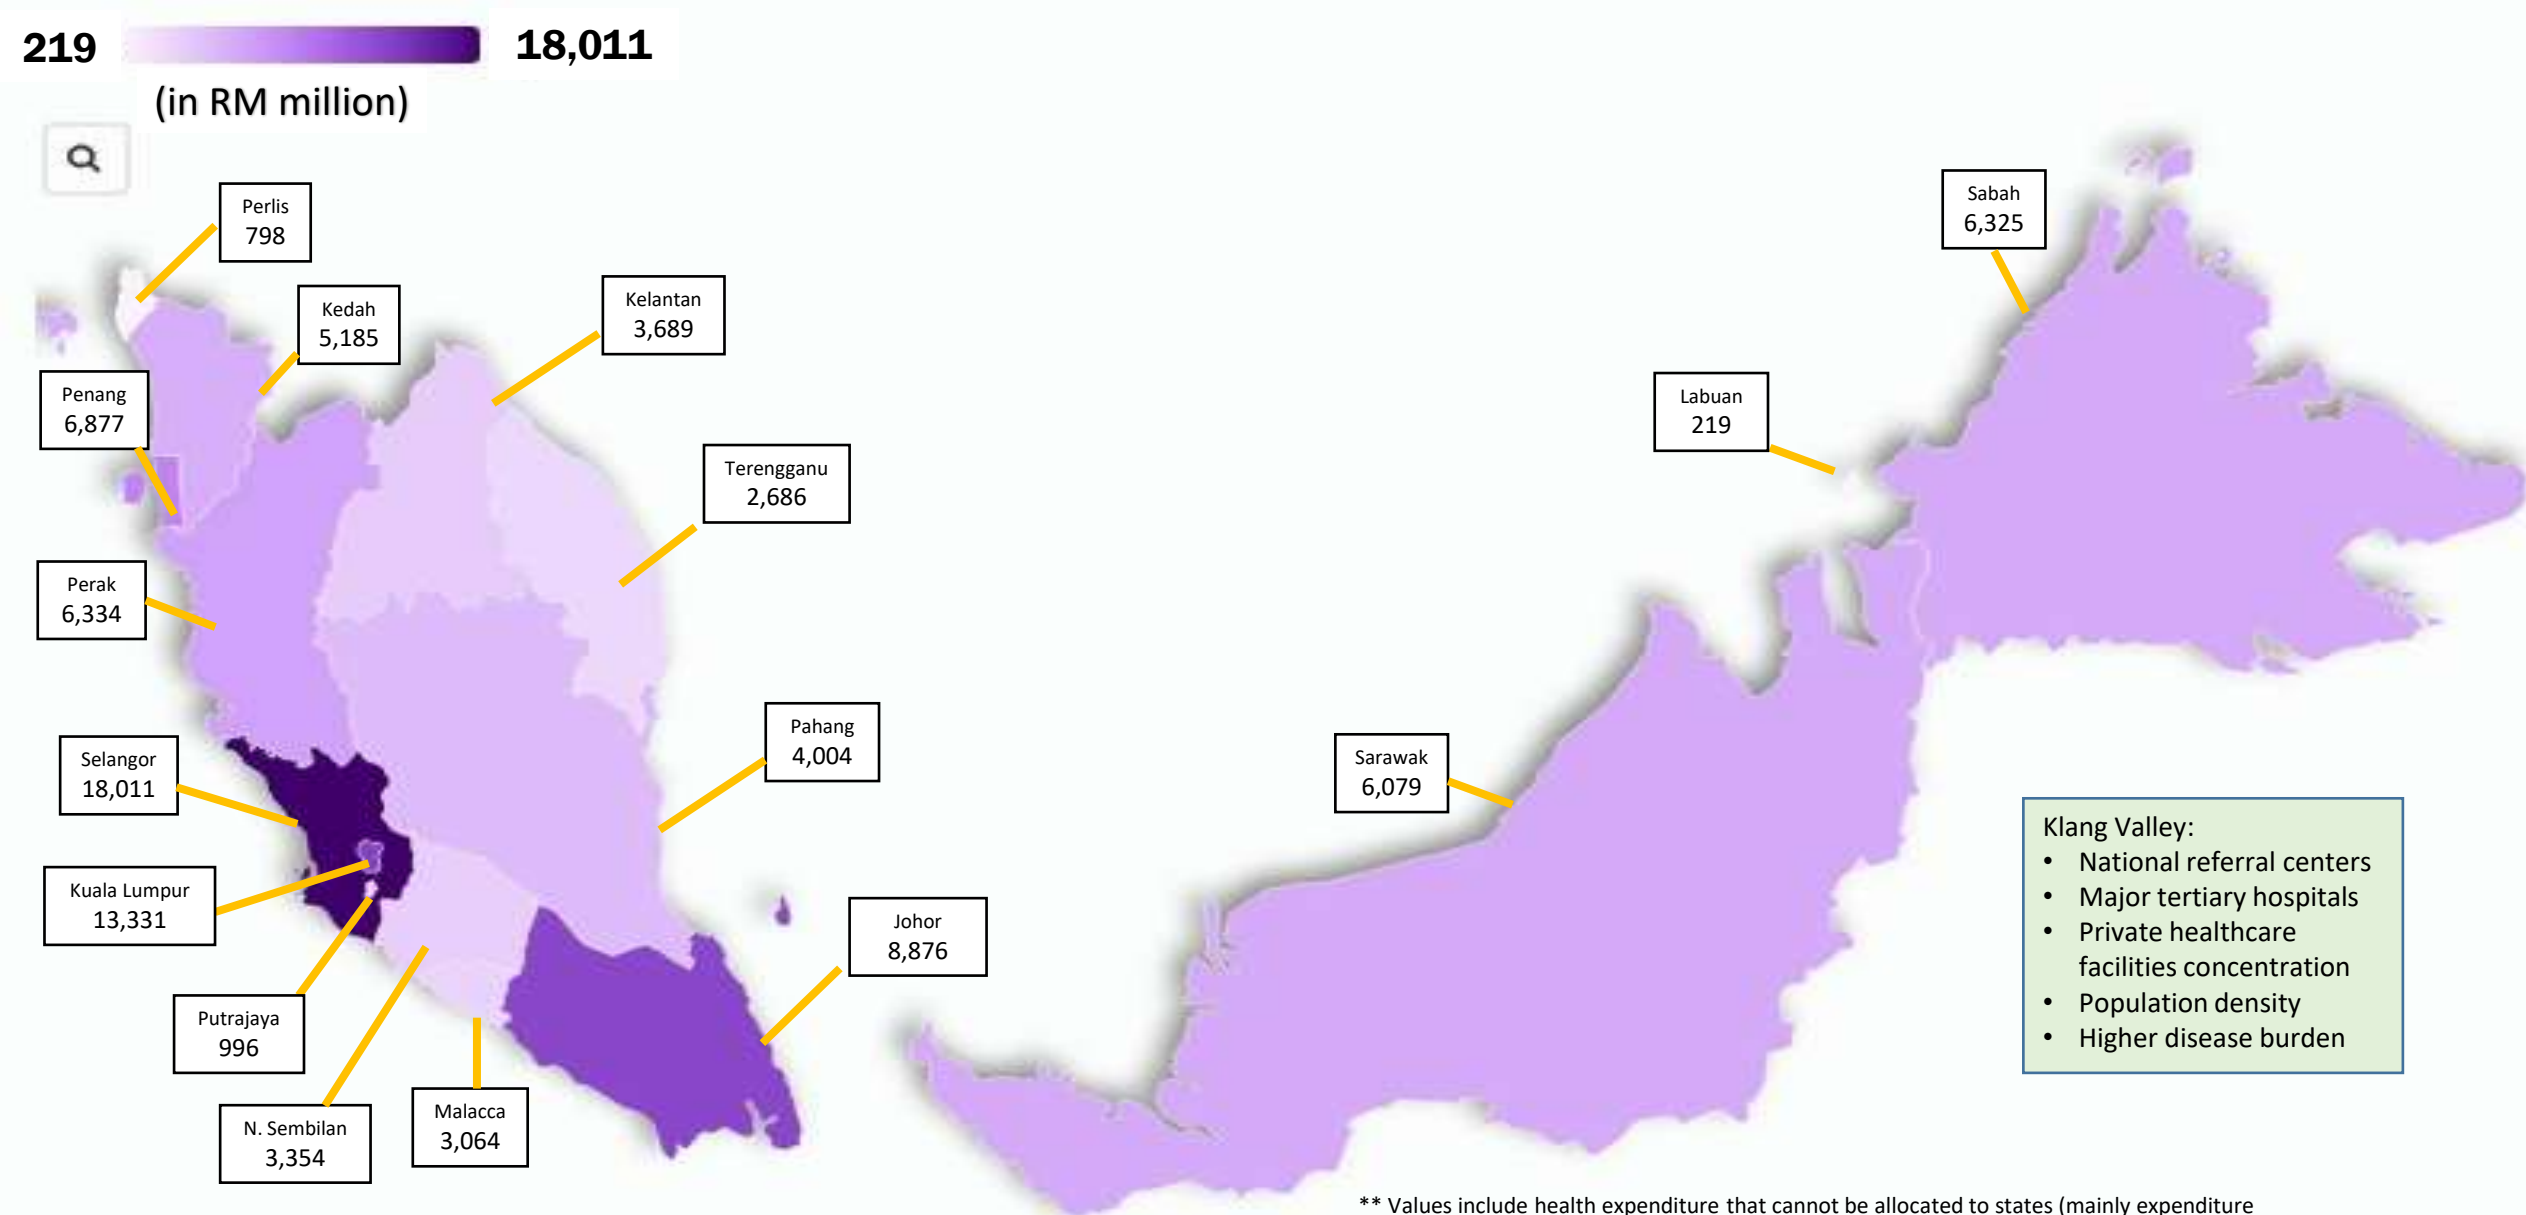 219
18,011
(in RM million)
Perlis
798
Sabah
6,325
Kedah
5,185
Kelantan
3,689
Penang
6,877
Labuan
219
Terengganu
2,686
Perak
6,334
Pahang
4,004
Selangor
18,011
Sarawak
6,079
Kuala Lumpur
13,331
Johor
8,876
Putrajaya
996
N. Sembilan
3,354
Malacca
3,064
Klang Valley:
• National referral centers
• Major tertiary hospitals
• Private healthcare
facilities concentration
• Population density
• Higher disease burden
** Values include health expenditure that cannot be allocated to states (mainly expenditure